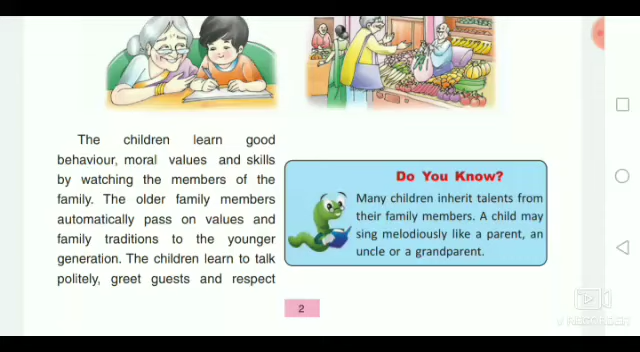 The children learn good
behaviour, moral values and skills
by watching the members of the
family. The older family members
automatically pass on values and
family traditions to the younger
generation. The children learn to talk
politely, greet guests and respect
Do You Know?
Many children inherit talents from
their family members. A child may
sing melodiously like a parent, an
uncle or a grandparent.
2